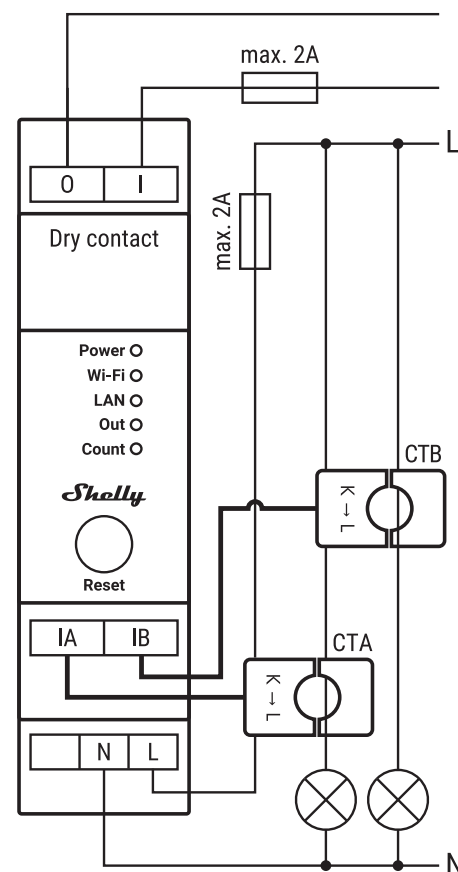 max. 2A
L
O I
max. 2A
Dry contact
Power
Wi-Fi
LAN
Out
Count
CTB
Shelly
K → L
Reset
IA IB
CTA
K → L
N L
N